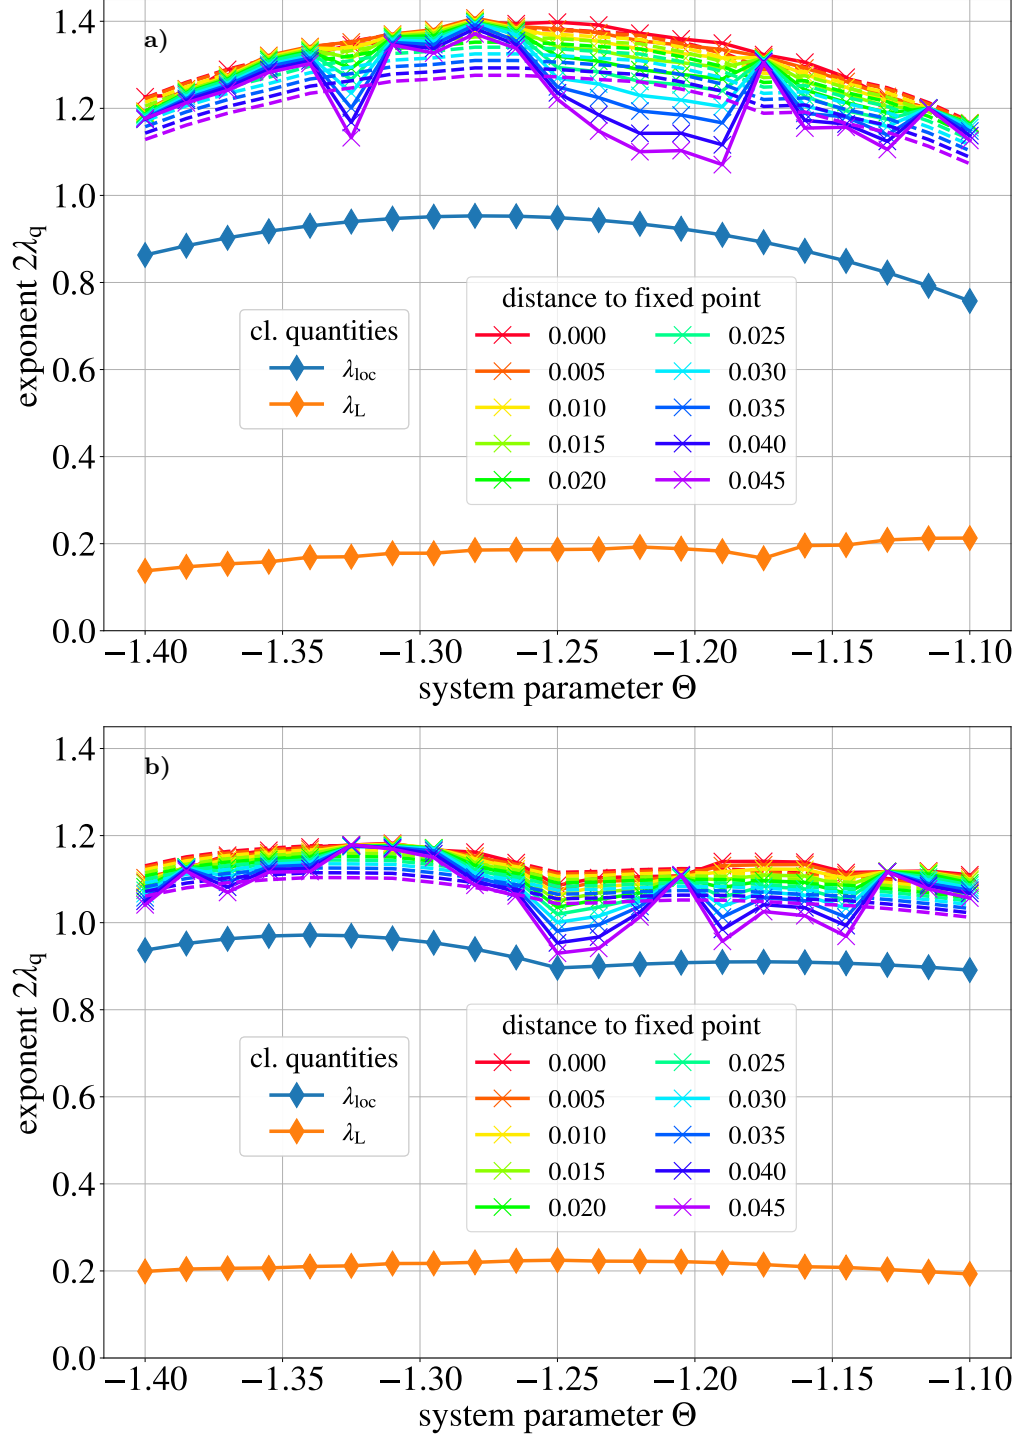 a)
1.4
1.2
1.0
0.8
0.6
0.4
0.2
0.0
exponent 2λq
cl. quantities
λloc
λL
distance to fixed point
0.000
0.005
0.010
0.015
0.020
0.025
0.030
0.035
0.040
0.045
−1.40 −1.35 −1.30 −1.25 −1.20 −1.15 −1.10
system parameter Θ
b)
1.4
1.2
1.0
0.8
0.6
0.4
0.2
0.0
exponent 2λq
cl. quantities
λloc
λL
distance to fixed point
0.000
0.005
0.010
0.015
0.020
0.025
0.030
0.035
0.040
0.045
−1.40 −1.35 −1.30 −1.25 −1.20 −1.15 −1.10
system parameter Θ